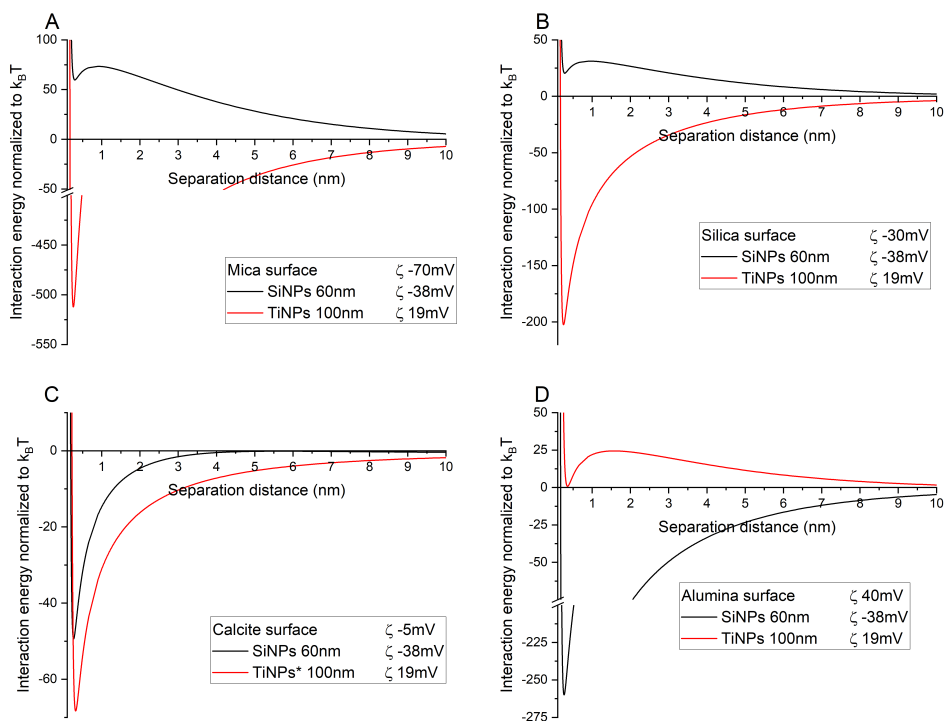 A
Interaction energy normalized to kBT
100
50
0
-50
-450
-500
-550
1 2 3 4 5 6 7 8 9 10
Separation distance (nm)
Mica surface ζ -70mV
SiNPs 60nm ζ -38mV
TiNPs 100nm ζ 19mV
B
Interaction energy normalized to kBT
50
0
-50
-100
-150
-200
1 2 3 4 5 6 7 8 9 10
Separation distance (nm)
Silica surface ζ -30mV
SiNPs 60nm ζ -38mV
TiNPs 100nm ζ 19mV
C
Interaction energy normalized to kBT
0
-20
-40
-60
1 2 3 4 5 6 7 8 9 10
Separation distance (nm)
Calcite surface ζ -5mV
SiNPs 60nm ζ -38mV
TiNPs* 100nm ζ 19mV
D
Interaction energy normalized to kBT
50
25
0
-25
-50
-225
-250
-275
1 2 3 4 5 6 7 8 9 10
Separation distance (nm)
Alumina surface ζ 40mV
SiNPs 60nm ζ -38mV
TiNPs 100nm ζ 19mV